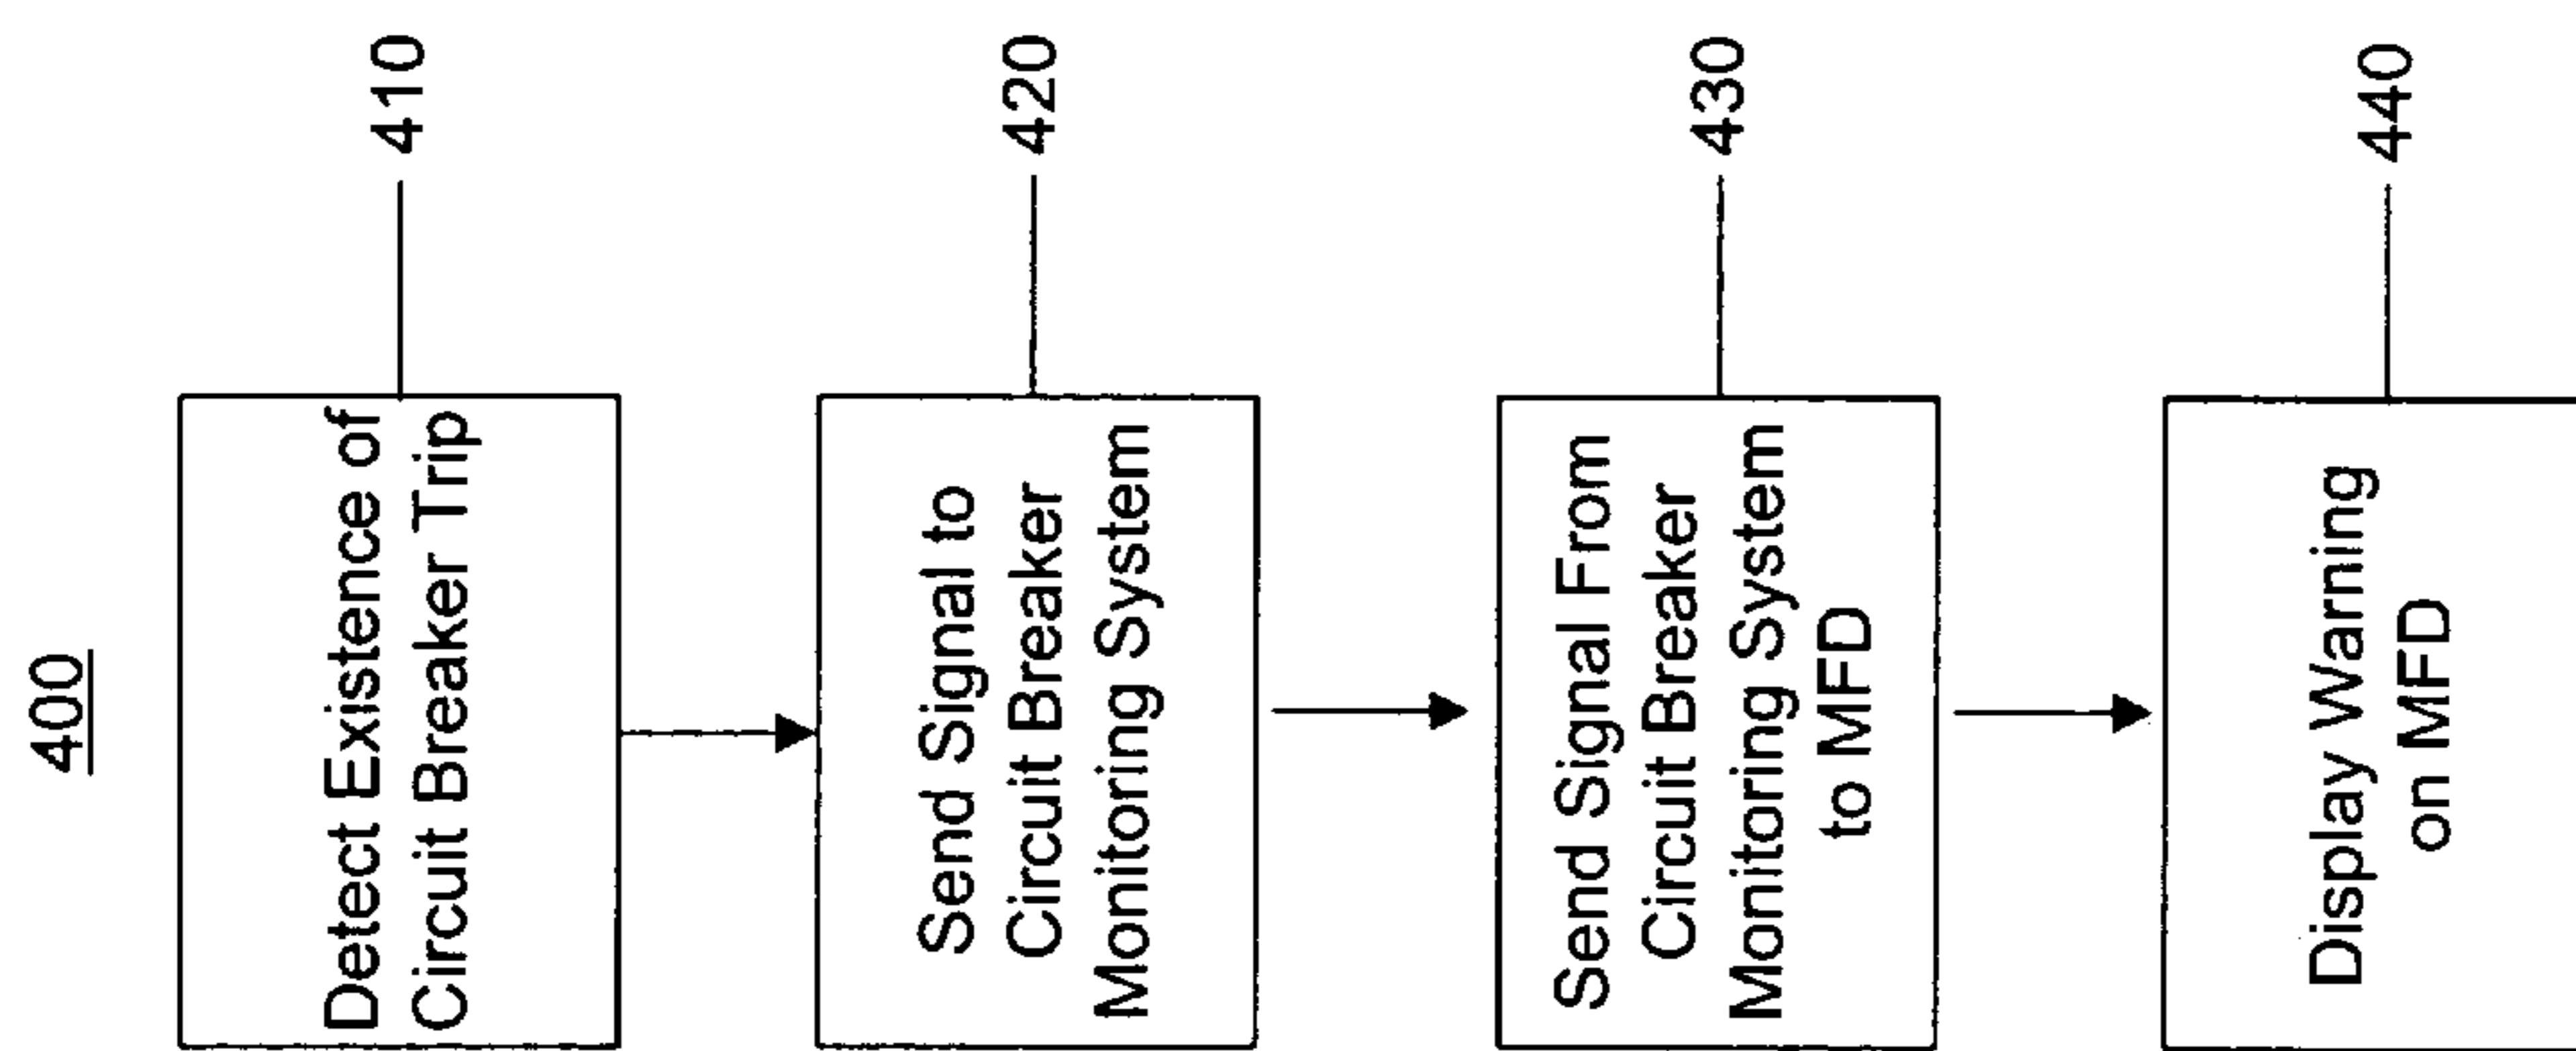 400
Detect Existence of
Circuit Breaker Trip
410
Send Signal to
Circuit Breaker
Monitoring System
420
Send Signal From
Circuit Breaker
Monitoring System
to MFD
430
Display Warning
on MFD
440